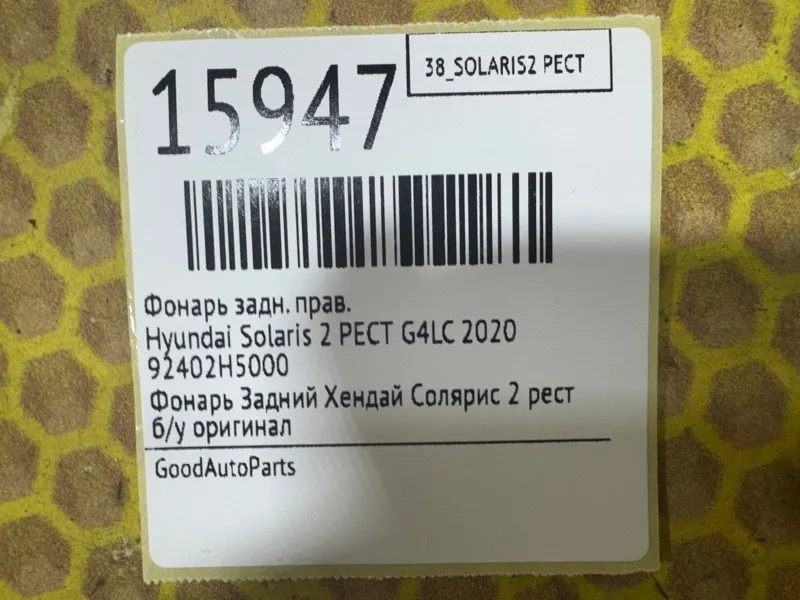 15947
38_SOLARIS2 РЕСТ
Фонарь задн. прав.
Hyundai Solaris 2 РЕСТ G4LC 2020
92402H5000
Фонарь Задний Хендай Солярис 2 рест
б/у оригинал
GoodAutoParts